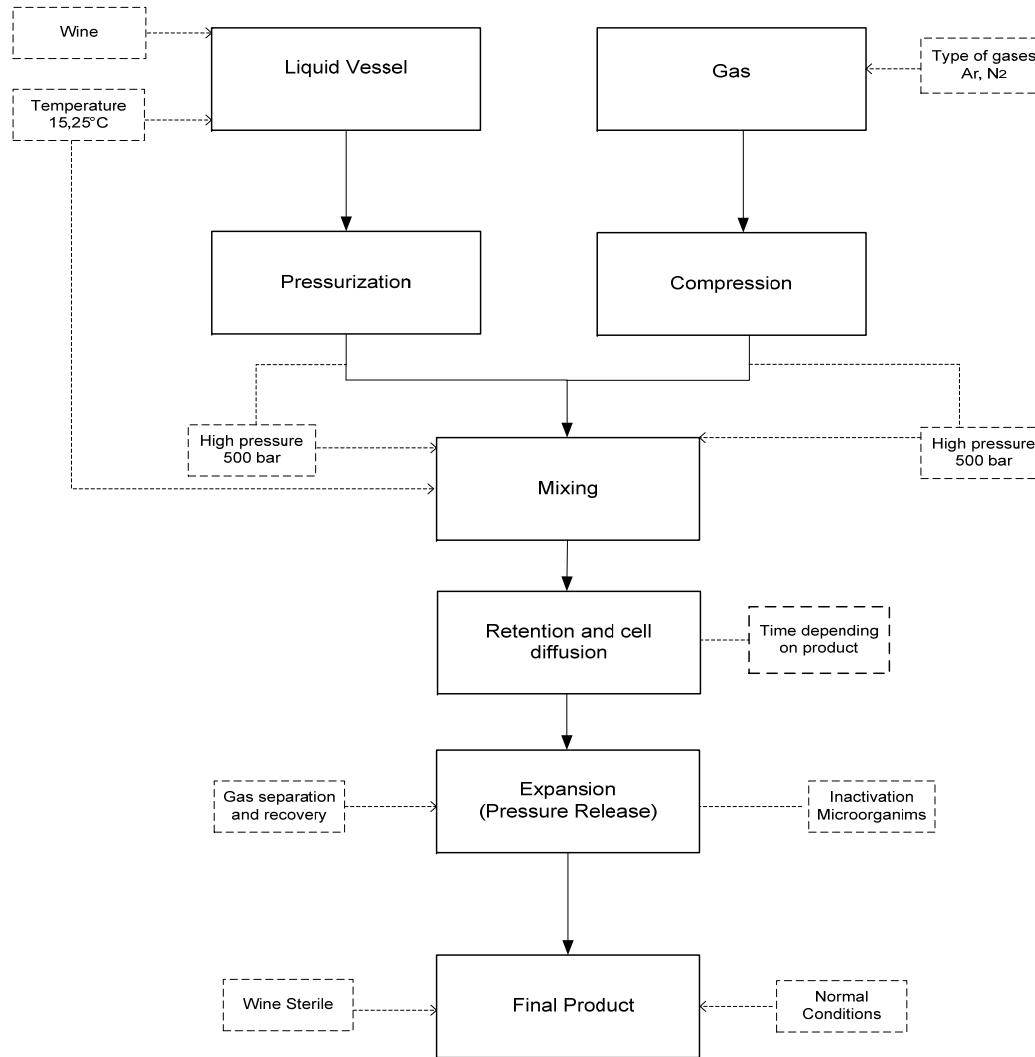 Wine
Liquid Vessel
Gas
Type of gases
Ar, N2
Temperature
15,25°C
Pressurization
Compression
High pressure
500 bar
High pressure
500 bar
Mixing
Retention and cell
diffusion
Time depending
on product
Gas separation
and recovery
Expansion
(Pressure Release)
Inactivation
Microorganims
Wine Sterile
Final Product
Normal
Conditions